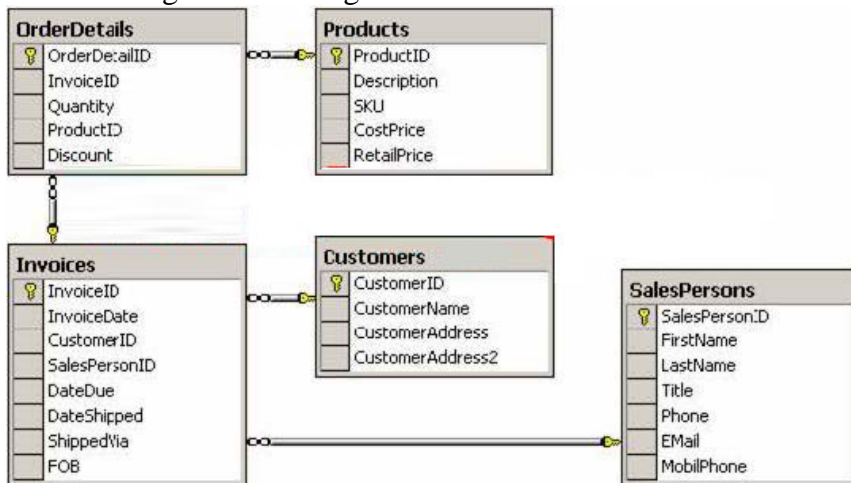 OrderDetails
OrderDetailID
InvoiceID
Quantity
ProductID
Discount
Products
ProductID
Description
SKU
CostPrice
RetailPrice
Invoices
InvoiceID
InvoiceDate
CustomerID
SalesPersonID
DateDue
DateShipped
ShippedVia
FOB
Customers
CustomerID
CustomerName
CustomerAddress
CustomerAddress2
SalesPersons
SalesPersonID
FirstName
LastName
Title
Phone
EMail
MobilPhone